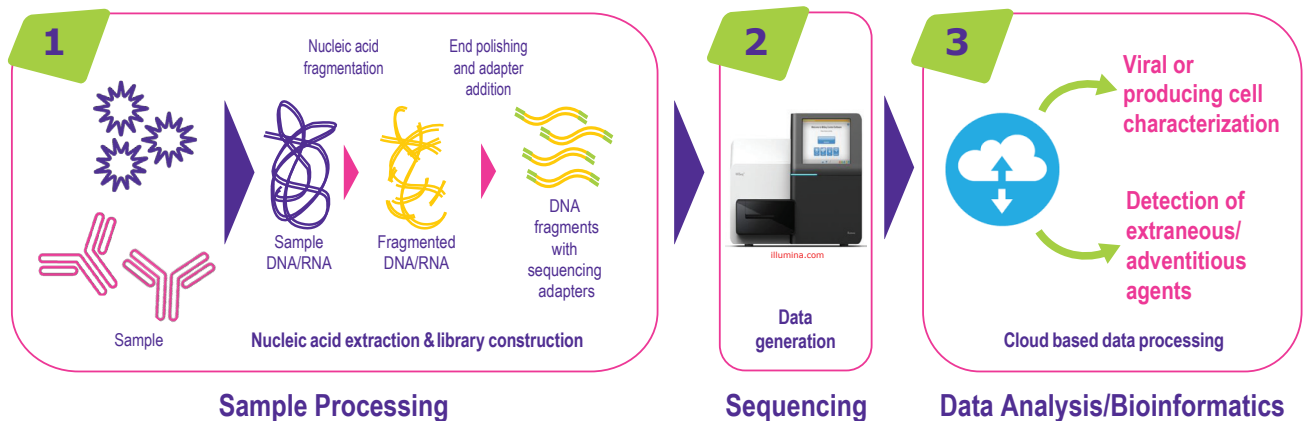 1
Nucleic acid
fragmentation
End polishing
and adapter
addition
Sample
DNA/RNA
Fragmented
DNA/RNA
DNA
fragments
with
sequencing
adapters
Sample
Nucleic acid extraction & library construction
Sample Processing
2
illumina.com
Data
generation
Sequencing
3
Viral or
producing cell
characterization
Detection of
extraneous/
adventitious
agents
Cloud based data processing
Data Analysis/Bioinformatics